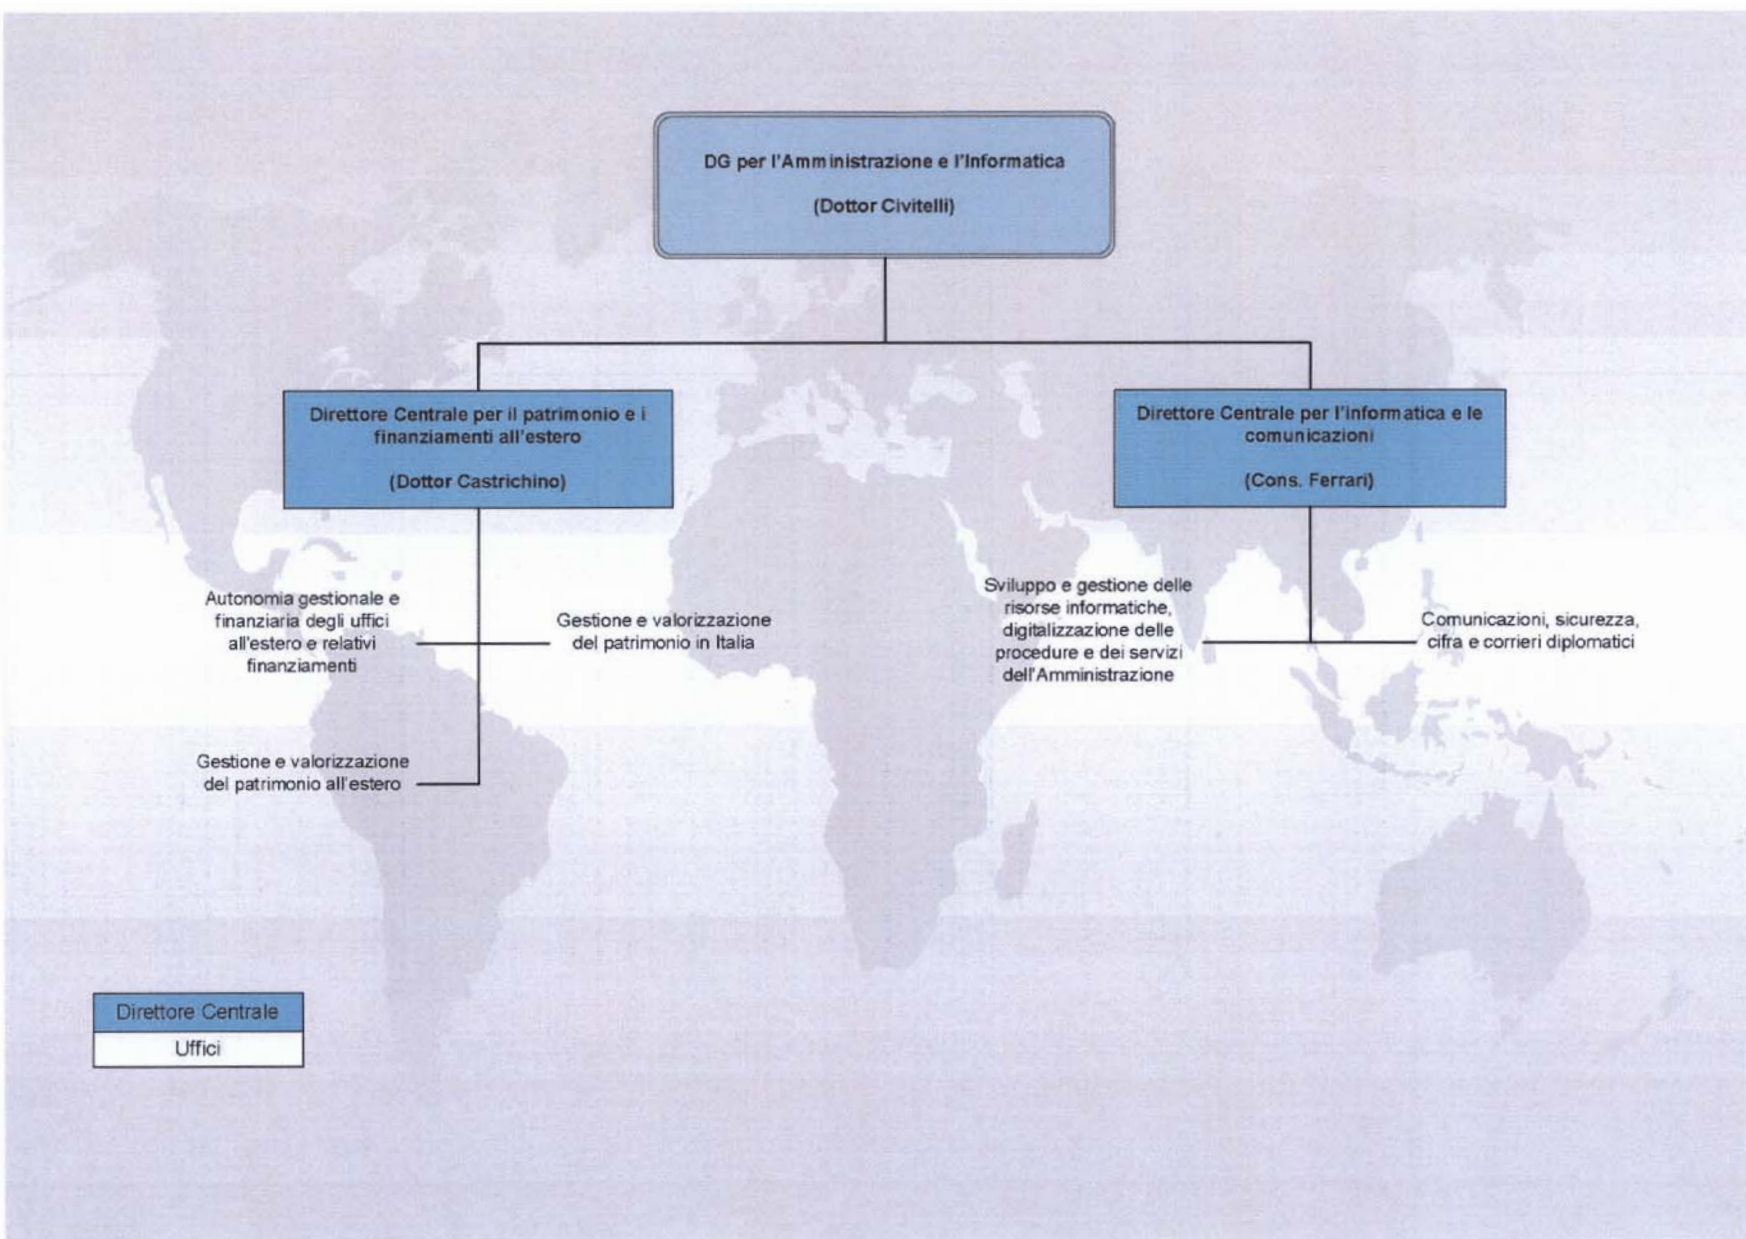 DG per l'Amministrazione e l'Informatica
(Dottor Civitelli)
Direttore Centrale per il patrimonio e i
finanziamenti all'estero
(Dottor Castrichino)
Direttore Centrale per l'informatica e le
comunicazioni
(Cons. Ferrari)
Autonomia gestionale e
finanziaria degli uffici
all'estero e relativi
finanziamenti
Gestione e valorizzazione
del patrimonio in Italia
Gestione e valorizzazione
del patrimonio all'estero
Sviluppo e gestione delle
risorse informatiche,
digitalizzazione delle
procedure e dei servizi
dell'Amministrazione
Comunicazioni, sicurezza,
cifra e corrieri diplomatici
Direttore Centrale
Uffici